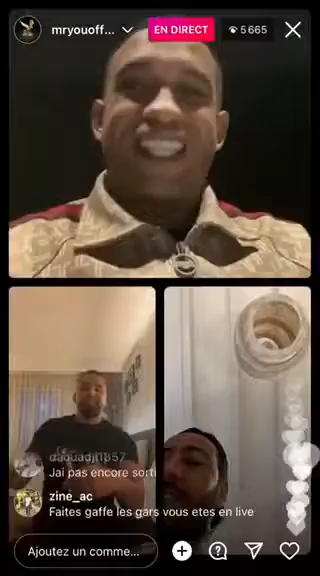 mryouoff...
EN DIRECT
5 665
daouadji1357
Jai pas encore sorti
zine_ac
Faites gaffe les gars vous etes en live
Ajoutez un comme...